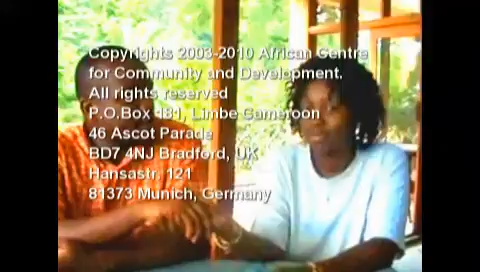 Copyrights 2003-2010 African Centre
for Community and Development.
All rights reserved
P.O.Box 181, Limbe Cameroon
46 Ascot Parade
BD7 4NJ Bradford, UK
Hansastr. 121
81373 Munich, Germany